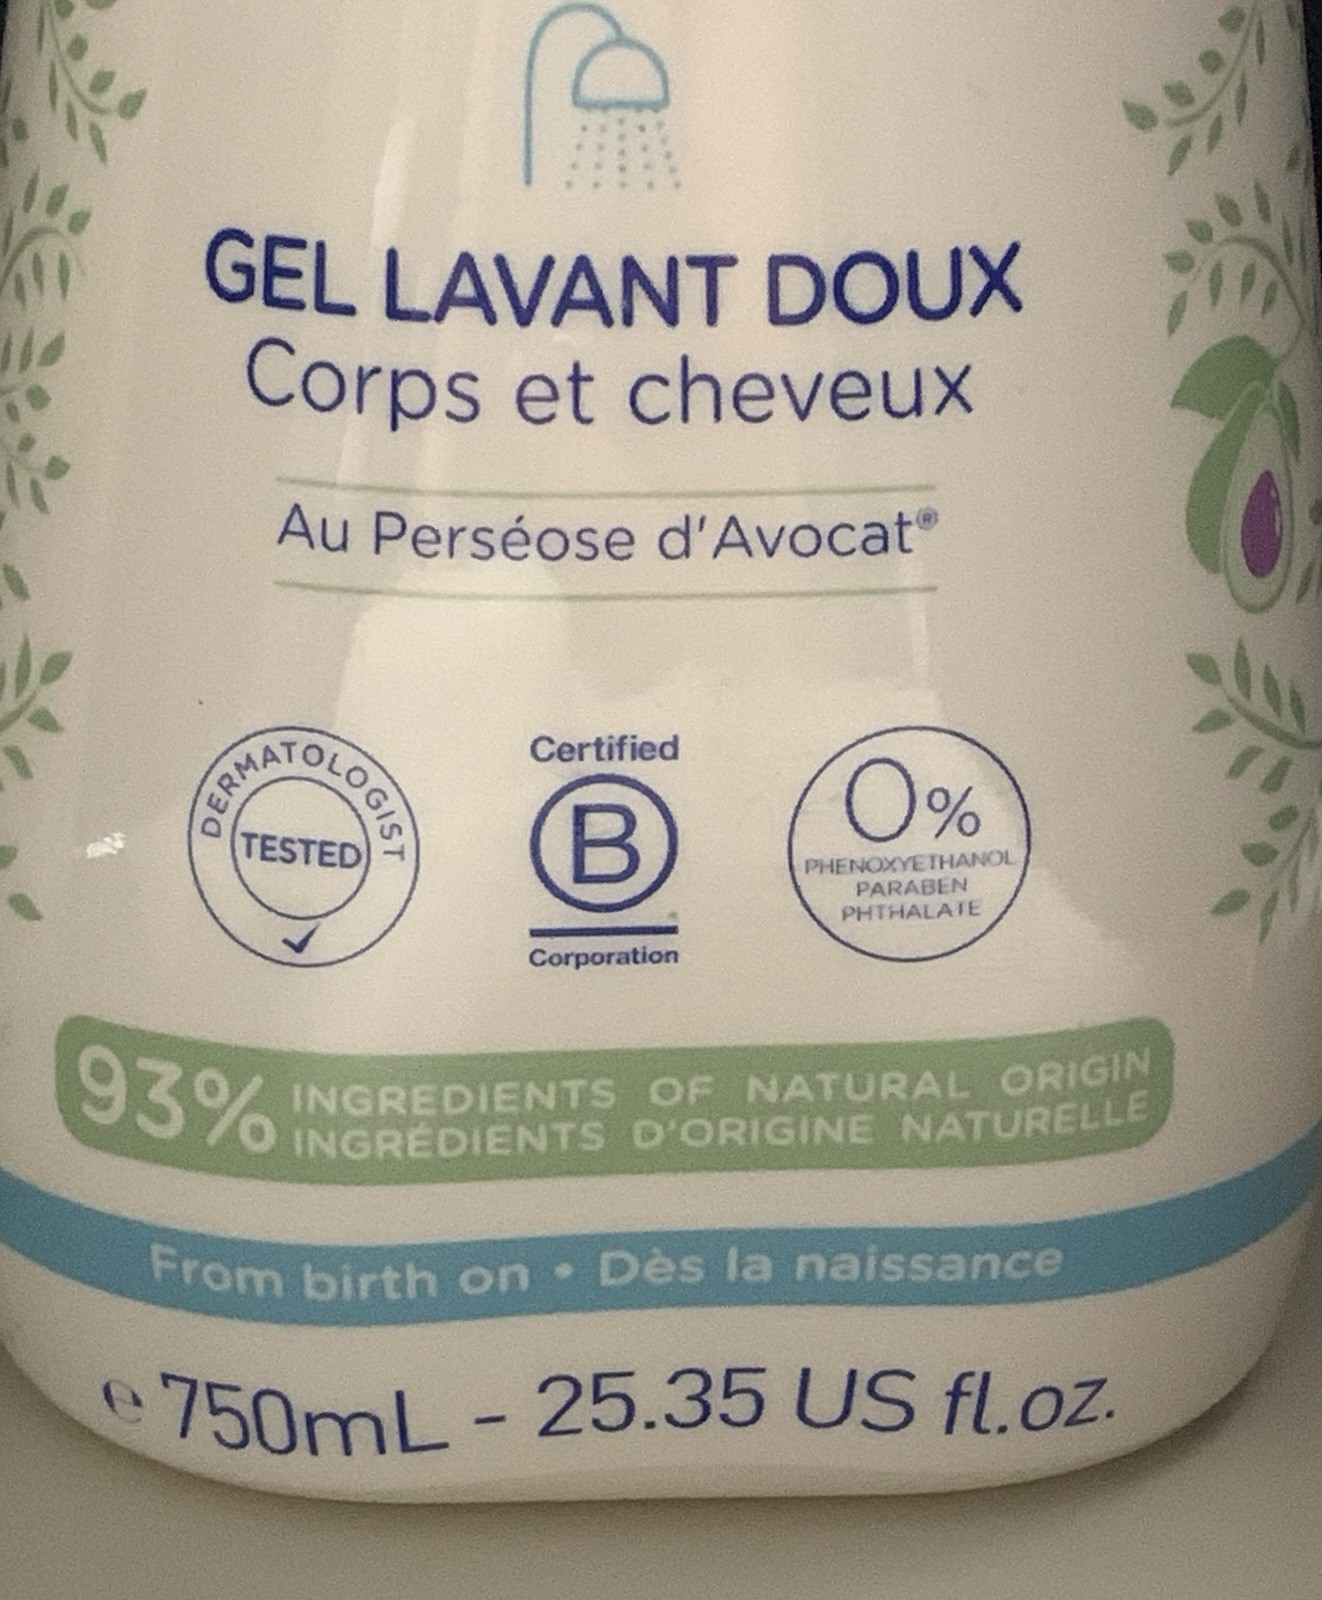 GEL LAVANT DOUX
Corps et cheveux
Au Perséose d'Avocat®
DERMATOLOGIST
TESTED
Certified
B
Corporation
0%
PHENOXYETHANOL
PARABEN
PHTHALATE
93% INGREDIENTS OF NATURAL ORIGIN
INGRÉDIENTS D'ORIGINE NATURELLE
From birth on • Dès la naissance
℮ 750mL - 25.35 US fl.oz.